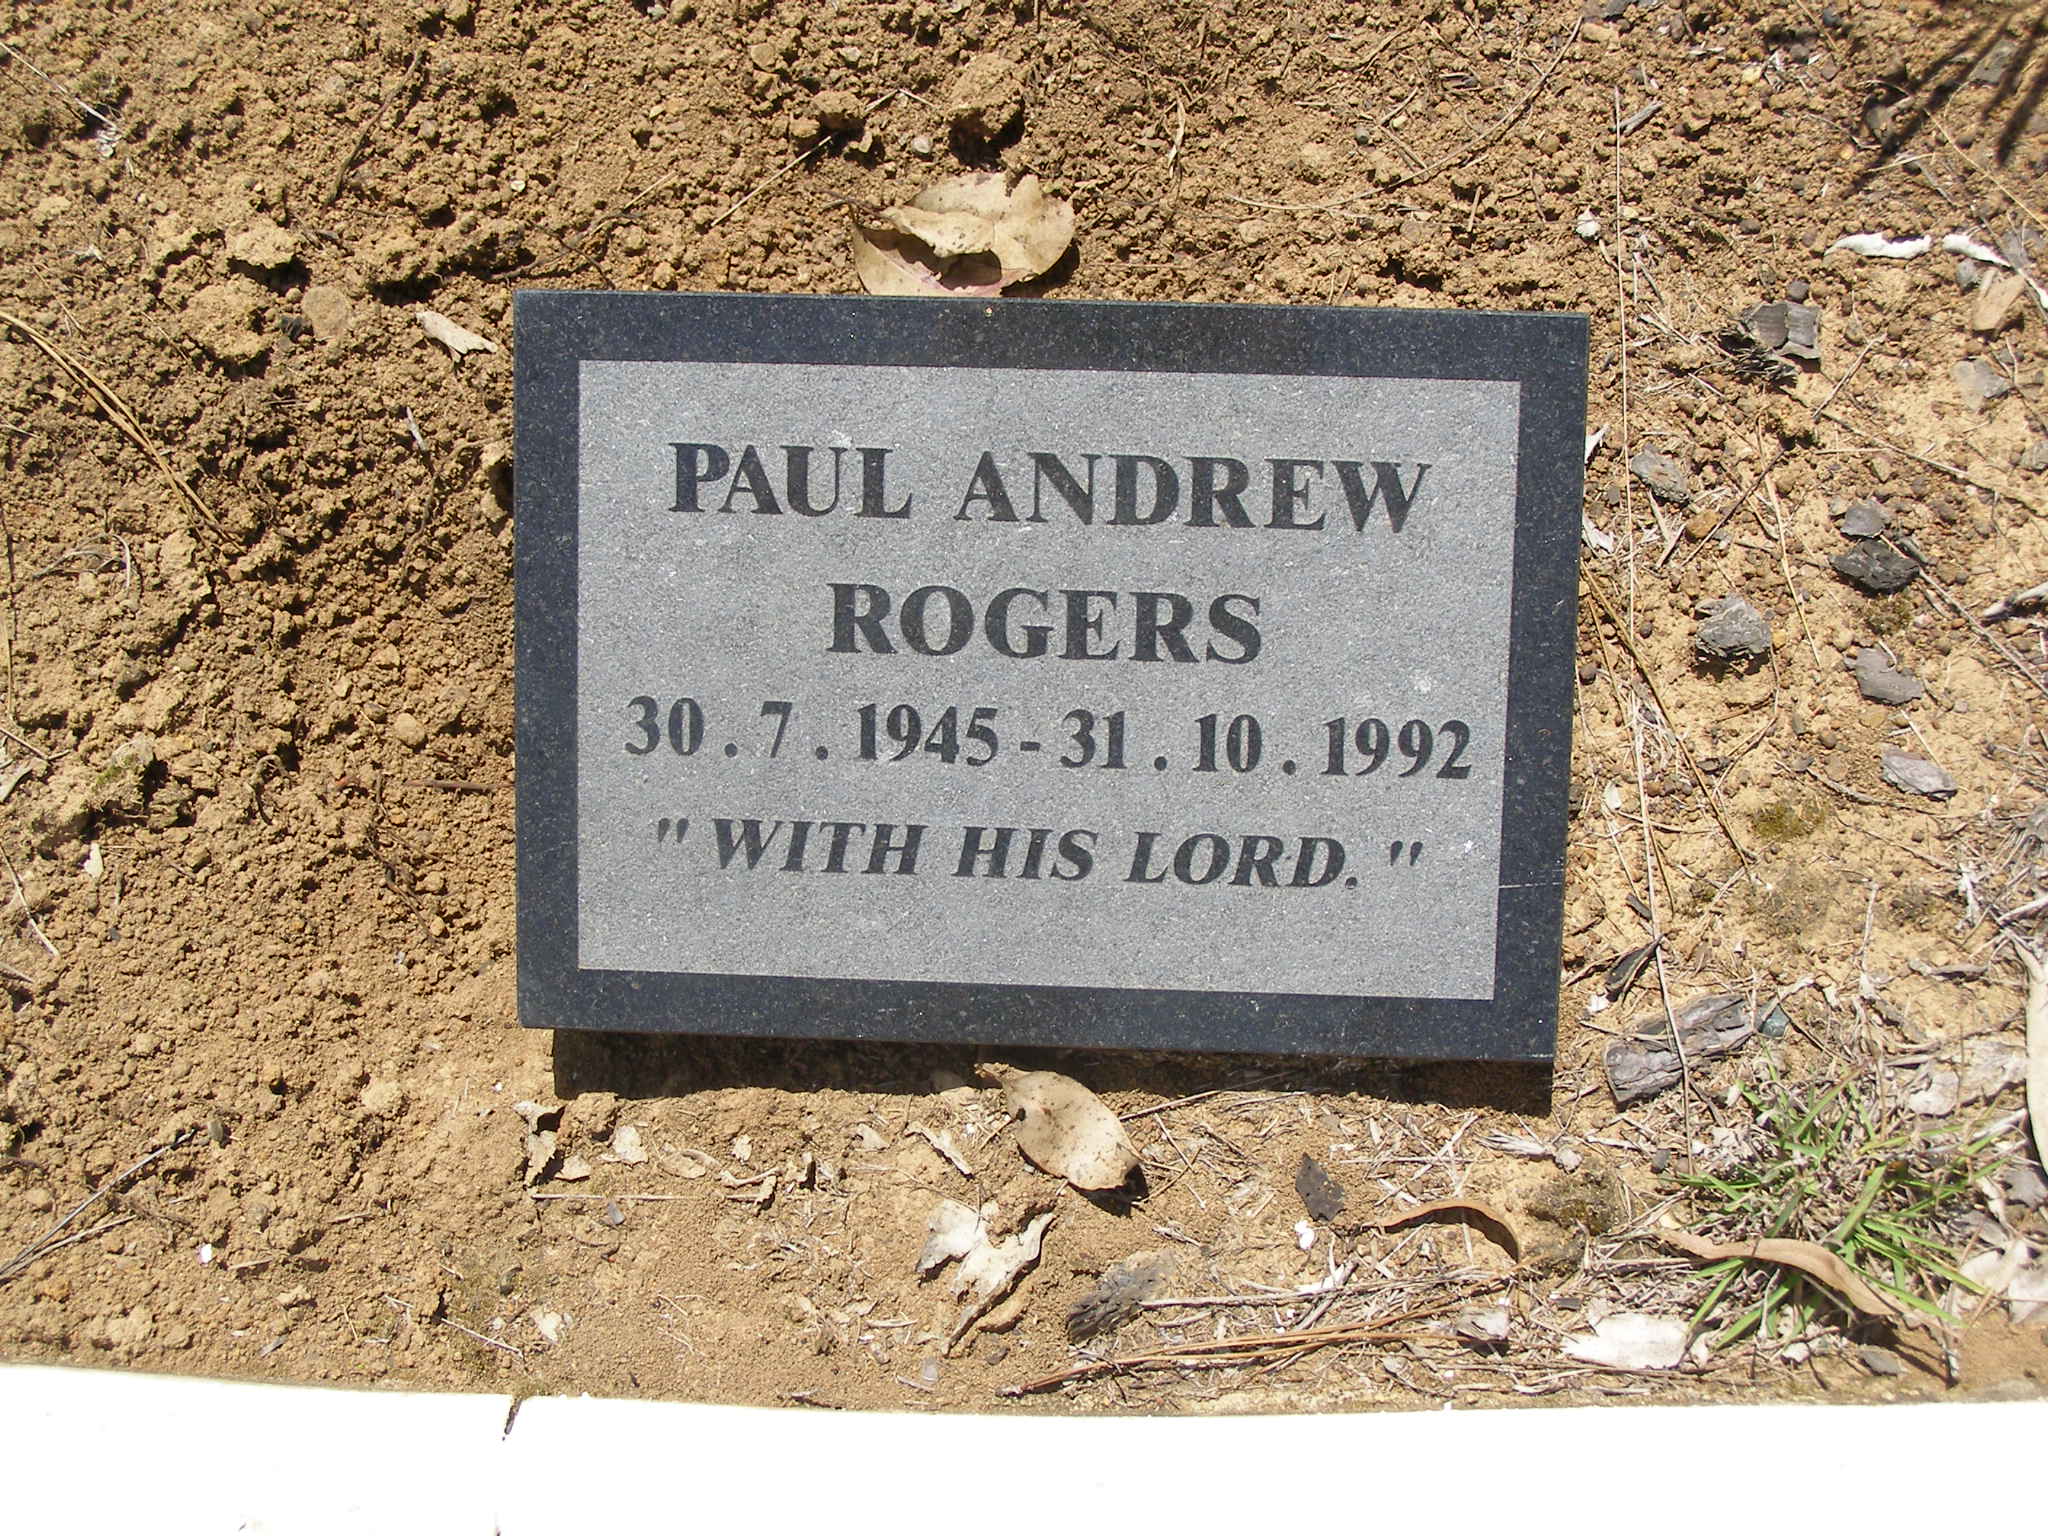 PAUL ANDREW
ROGERS
30 . 7 . 1945 - 31 . 10 . 1992
" WITH HIS LORD. "